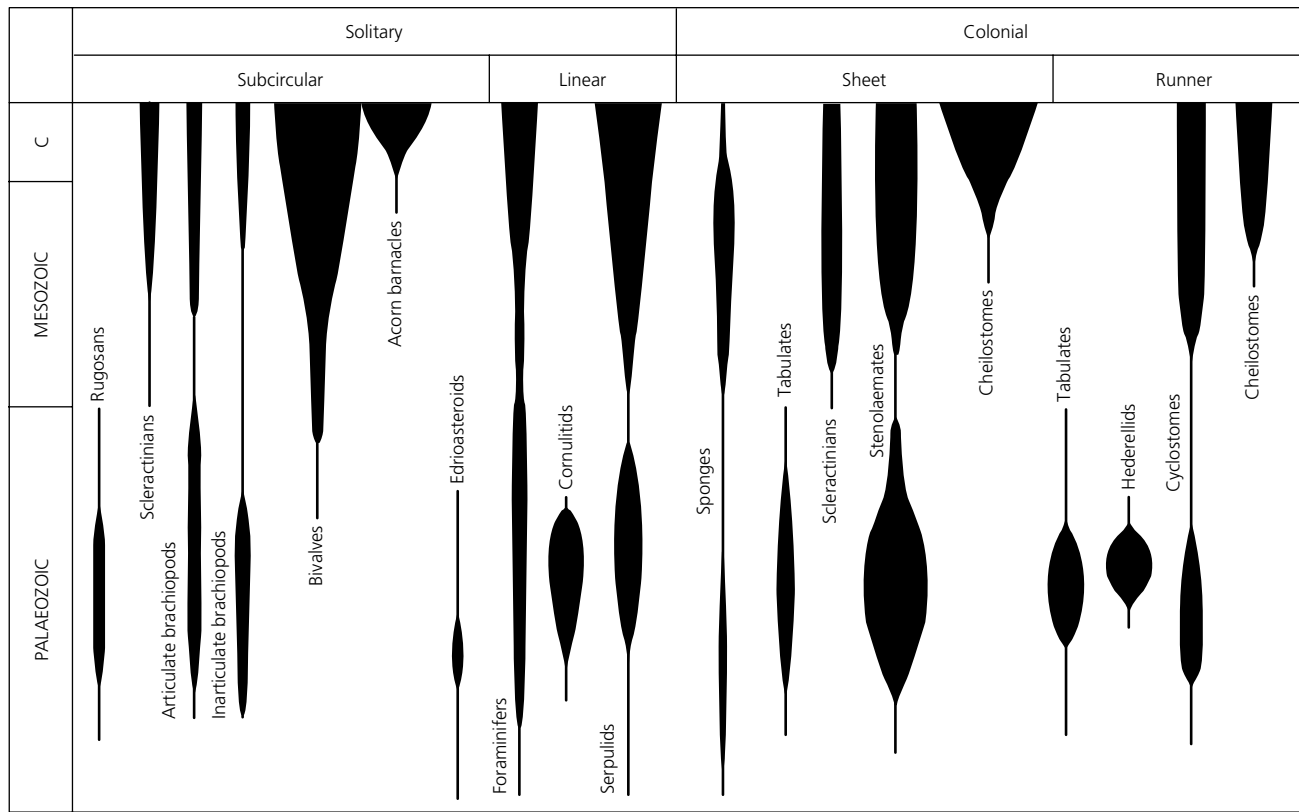 Solitary
Colonial
Subcircular
Linear
Sheet
Runner
C
MESOZOIC
PALAEOZOIC
Rugosans
Scleractinians
Articulate brachiopods
Inarticulate brachiopods
Bivalves
Acorn barnacles
Edrioasteroids
Foraminifers
Cornulitids
Serpulids
Sponges
Tabulates
Scleractinians
Stenolaemates
Cheilostomes
Tabulates
Hederellids
Cyclostomes
Cheilostomes